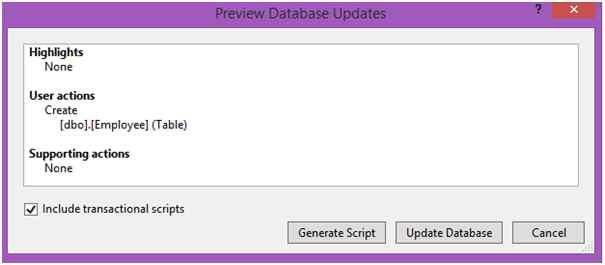 Preview Database Updates
?
Highlights
None
User actions
Create
[dbo].[Employee] (Table)
Supporting actions
None
Include transactional scripts
Generate Script
Update Database
Cancel